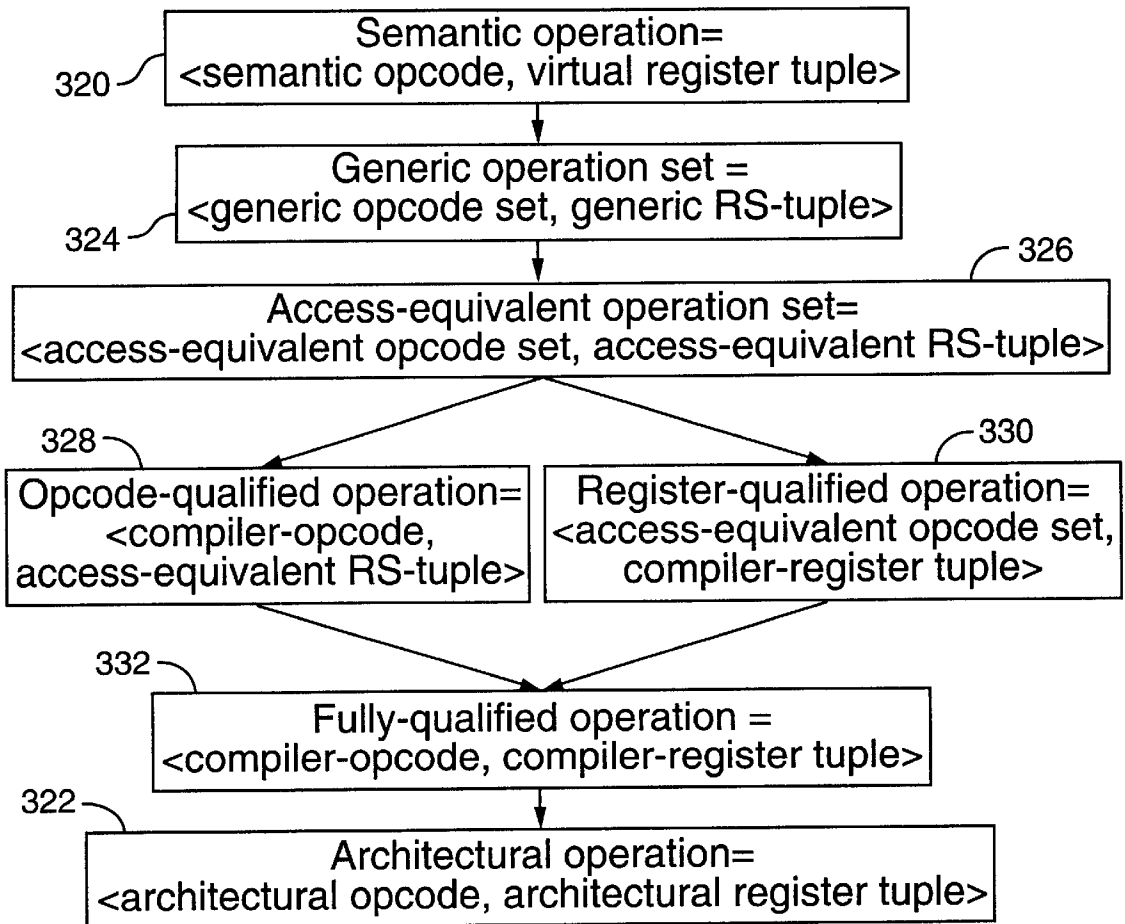 Semantic operation=
<semantic opcode, virtual register tuple>
320
Generic operation set =
<generic opcode set, generic RS-tuple>
324
326
Access-equivalent operation set=
<access-equivalent opcode set, access-equivalent RS-tuple>
328
Opcode-qualified operation=
<compiler-opcode,
access-equivalent RS-tuple>
330
Register-qualified operation=
<access-equivalent opcode set,
compiler-register tuple>
332
Fully-qualified operation =
<compiler-opcode, compiler-register tuple>
322
Architectural operation=
<architectural opcode, architectural register tuple>